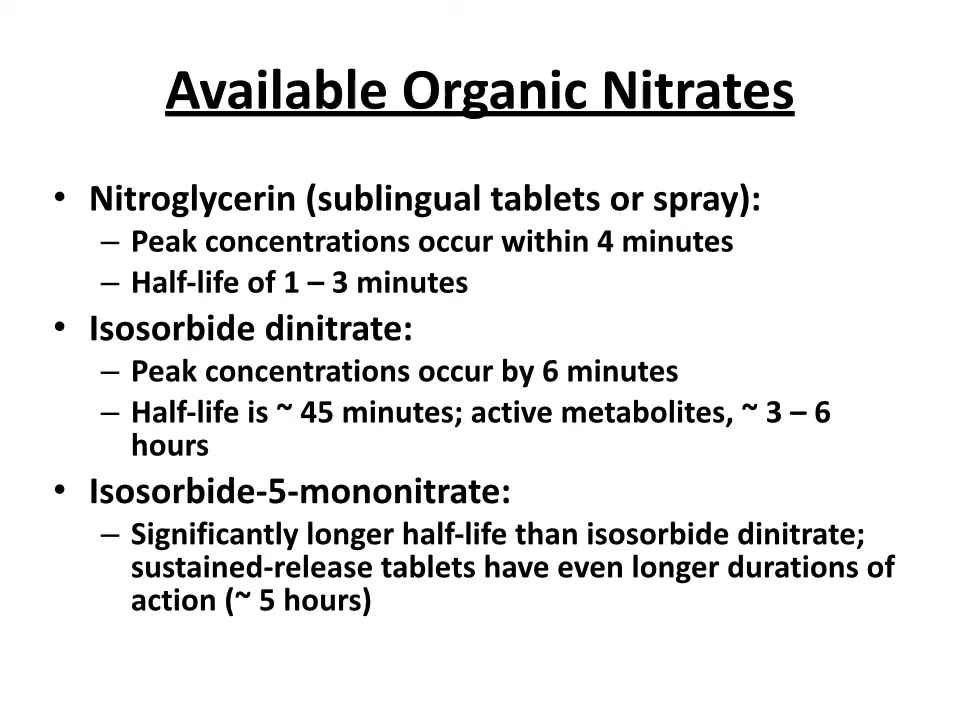 Available Organic Nitrates
• Nitroglycerin (sublingual tablets or spray):
– Peak concentrations occur within 4 minutes
– Half-life of 1 – 3 minutes
• Isosorbide dinitrate:
– Peak concentrations occur by 6 minutes
– Half-life is ~ 45 minutes; active metabolites, ~ 3 – 6
hours
• Isosorbide-5-mononitrate:
– Significantly longer half-life than isosorbide dinitrate;
sustained-release tablets have even longer durations of
action (~ 5 hours)